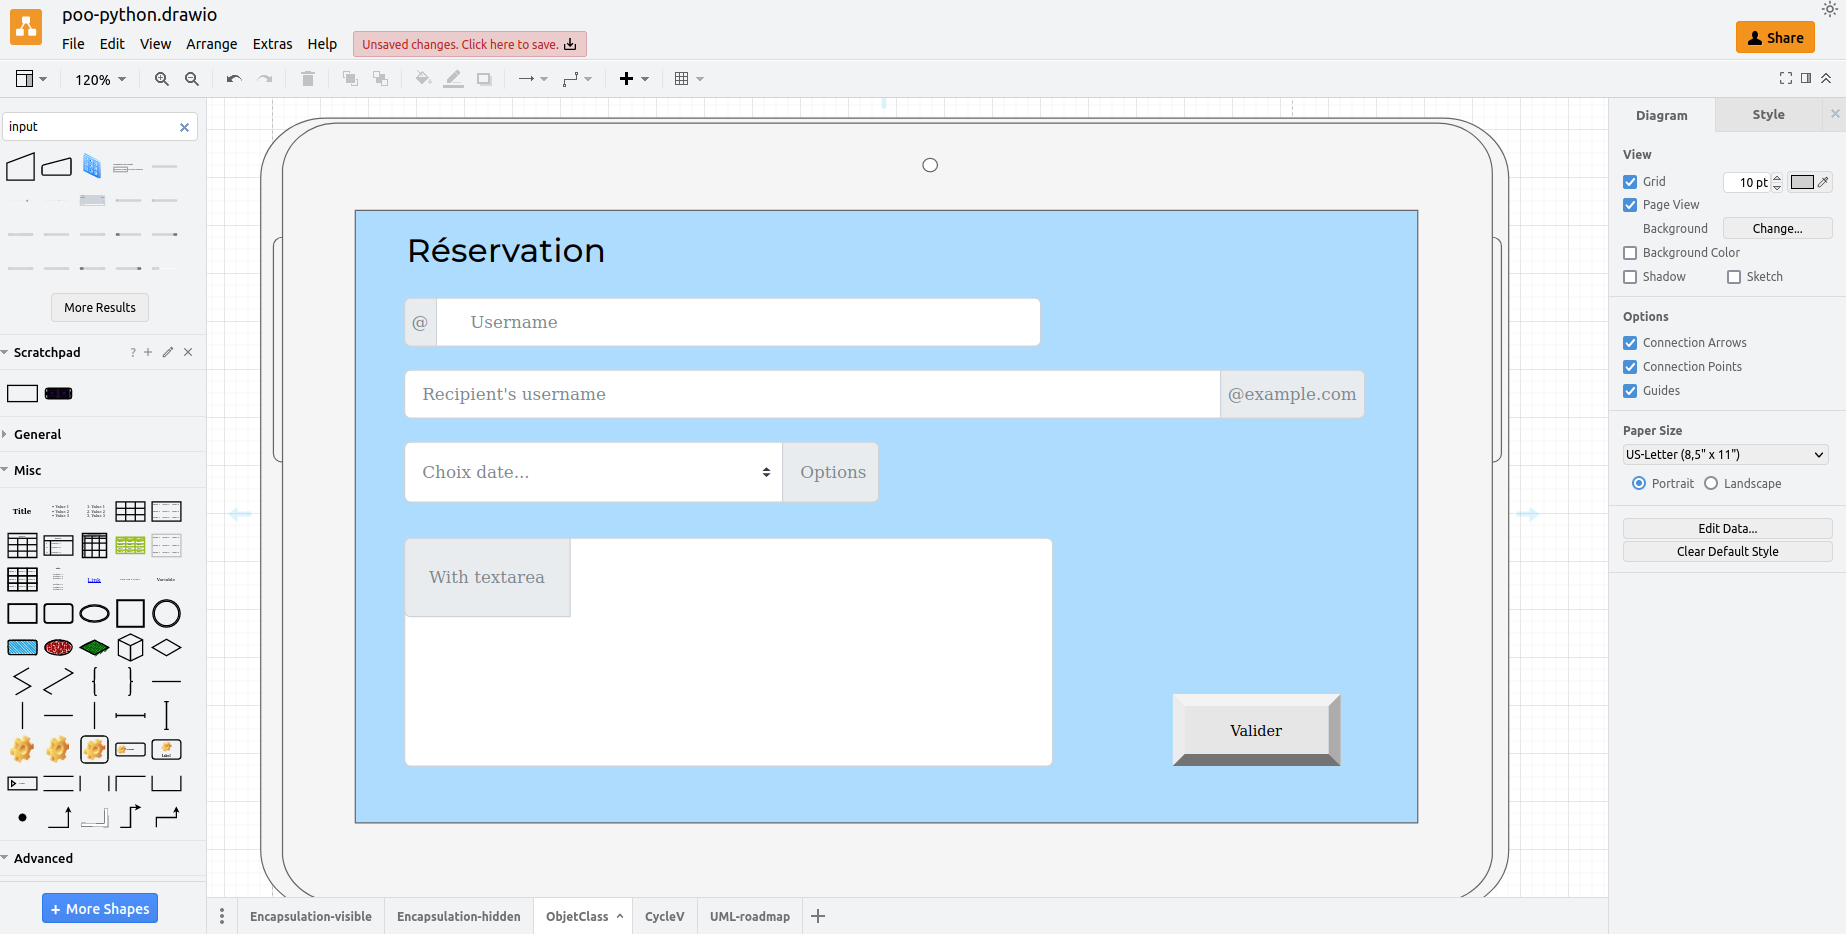 poo-python.drawio
File Edit View Arrange Extras Help Unsaved changes. Click here to save.
Share
120%
input
More Results
Scratchpad ?
General
Misc
Title
Link
Variable
Label
Advanced
+ More Shapes
Réservation
@ Username
Recipient's username @example.com
Choix date... Options
With textarea
Valider
Encapsulation-visible Encapsulation-hidden ObjetClass CycleV UML-roadmap
Diagram Style
View
Grid 10 pt
Page View
Background Change...
Background Color
Shadow Sketch
Options
Connection Arrows
Connection Points
Guides
Paper Size
US-Letter (8,5" x 11")
Portrait Landscape
Edit Data...
Clear Default Style